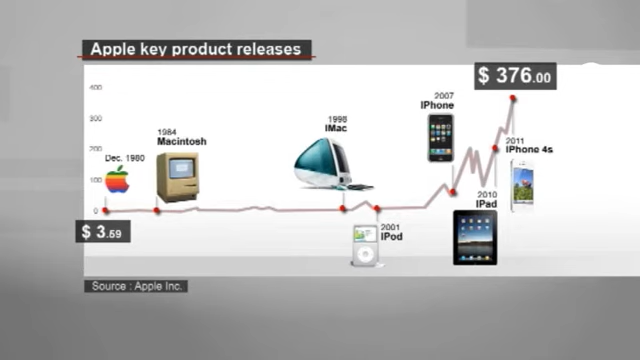 Apple key product releases
$ 376.00
400
300
200
100
0
Dec. 1980
1984
Macintosh
1998
IMac
2001
IPod
2007
IPhone
2010
IPad
2011
IPhone 4s
$ 3.59
Source : Apple Inc.